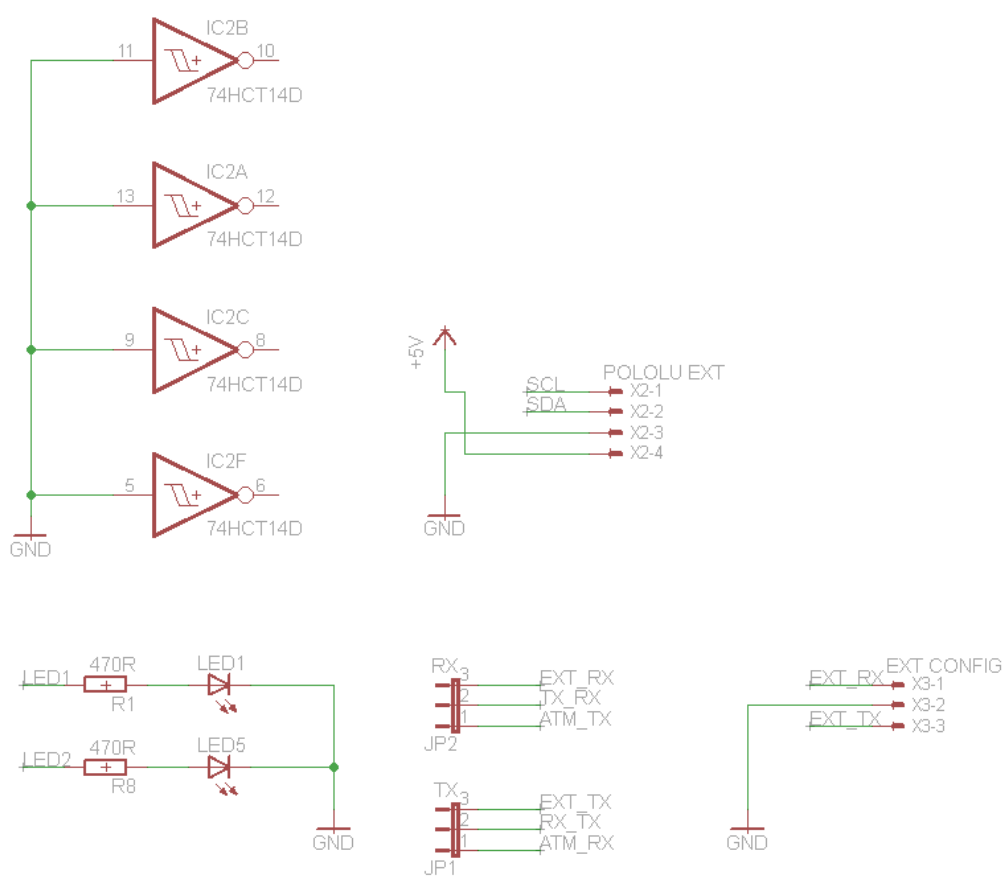 IC2B
11
10
74HCT14D
IC2A
13
12
74HCT14D
IC2C
9
8
74HCT14D
IC2F
5
6
74HCT14D
GND
+5V
POLOLU EXT
SCL
X2-1
SDA
X2-2
X2-3
X2-4
GND
LED1
470R
R1
LED1
LED2
470R
R8
LED5
GND
RX
3
EXT_RX
2
TX_RX
1
ATM_TX
JP2
TX
3
EXT_TX
2
RX_TX
1
ATM_RX
JP1
EXT CONFIG
EXT_RX
X3-1
X3-2
EXT_TX
X3-3
GND